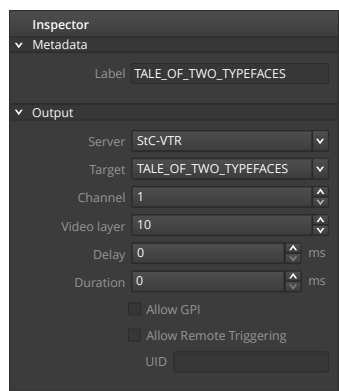 Inspector
Metadata
Label TALE_OF_TWO_TYPEFACES
Output
Server StC-VTR
Target TALE_OF_TWO_TYPEFACES
Channel 1
Video layer 10
Delay 0 ms
Duration 0 ms
Allow GPI
Allow Remote Triggering
UID